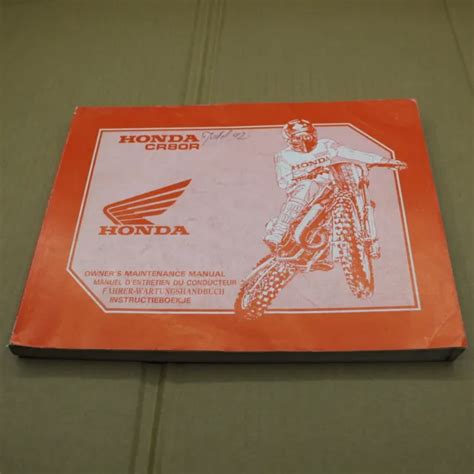 HONDA
CR80R
HONDA
HONDA
OWNER'S MAINTENANCE MANUAL
MANUEL D'ENTRETIEN DU CONDUCTEUR
FAHRER-WARTUNGSHANDBUCH
INSTRUCTIEBOEKJE